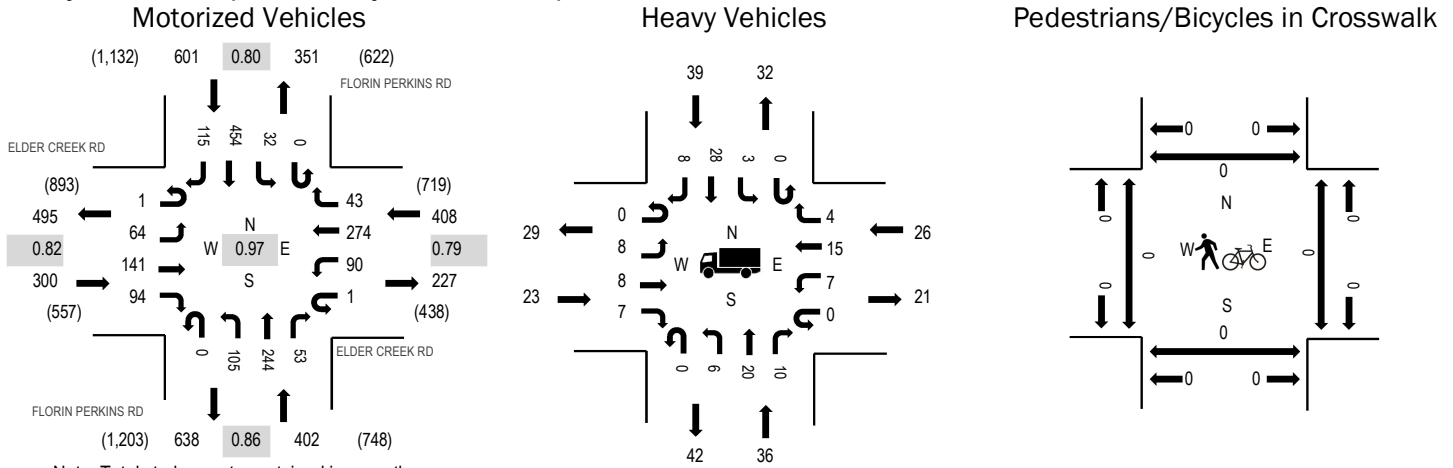 Motorized Vehicles
Heavy Vehicles
Pedestrians/Bicycles in Crosswalk
(1,132) 601 0.80 351 (622)
FLORIN PERKINS RD
ELDER CREEK RD
115 454 32 0
(893)
495
0.82
300
(557)
1
64
141
94
N
W 0.97 E
S
43
274
90
1
(719)
408
0.79
227
(438)
0 105 244 53
ELDER CREEK RD
FLORIN PERKINS RD
(1,203) 638 0.86 402 (748)
39 32
8 28 3 0
29
23
0
8
8
7
N
W E
S
4
15
7
0
26
21
0 6 20 10
42 36
0 0
0
0 0 0 0
N
W E
S
0 0
0
0 0